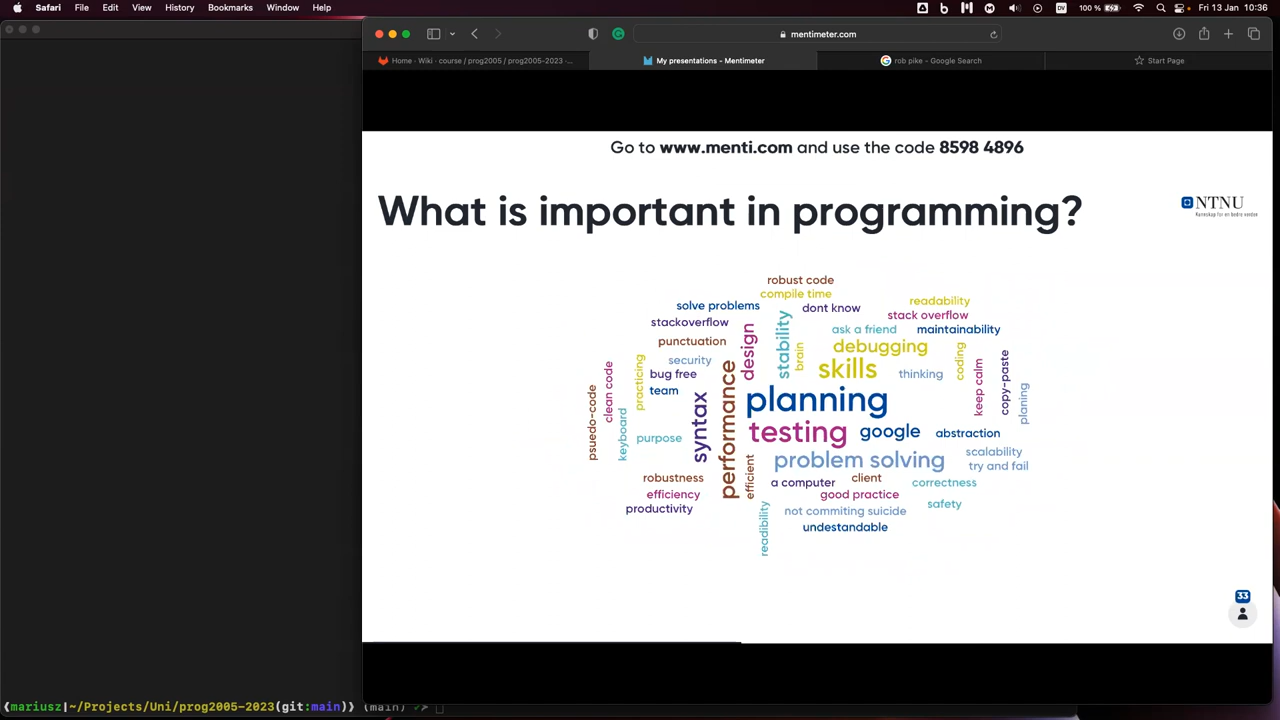 Safari File Edit View History Bookmarks Window Help
100 % Fri 13 Jan 10:36
mentimeter.com
Home · Wiki · course / prog2005 / prog2005-2023 ·...
My presentations - Mentimeter
rob pike - Google Search
Start Page
Go to www.menti.com and use the code 8598 4896
What is important in programming?
NTNU
robust code
compile time
solve problems
dont know
readability
stackoverflow
stack overflow
design
stability
ask a friend
maintainability
punctuation
brain
debugging
coding
security
practicing
skills
thinking
bug free
clean code
team
keep calm
copy-paste
planing
psuedo-code
keyboard
syntax
performance
planning
testing
google
abstraction
purpose
problem solving
scalability
try and fail
robustness
efficient
a computer
client
correctness
efficiency
good practice
productivity
readibility
not commiting suicide
safety
undestandable
33
{mariusz|~/Projects/Uni/prog2005-2023(git:main)} (main) ✓>